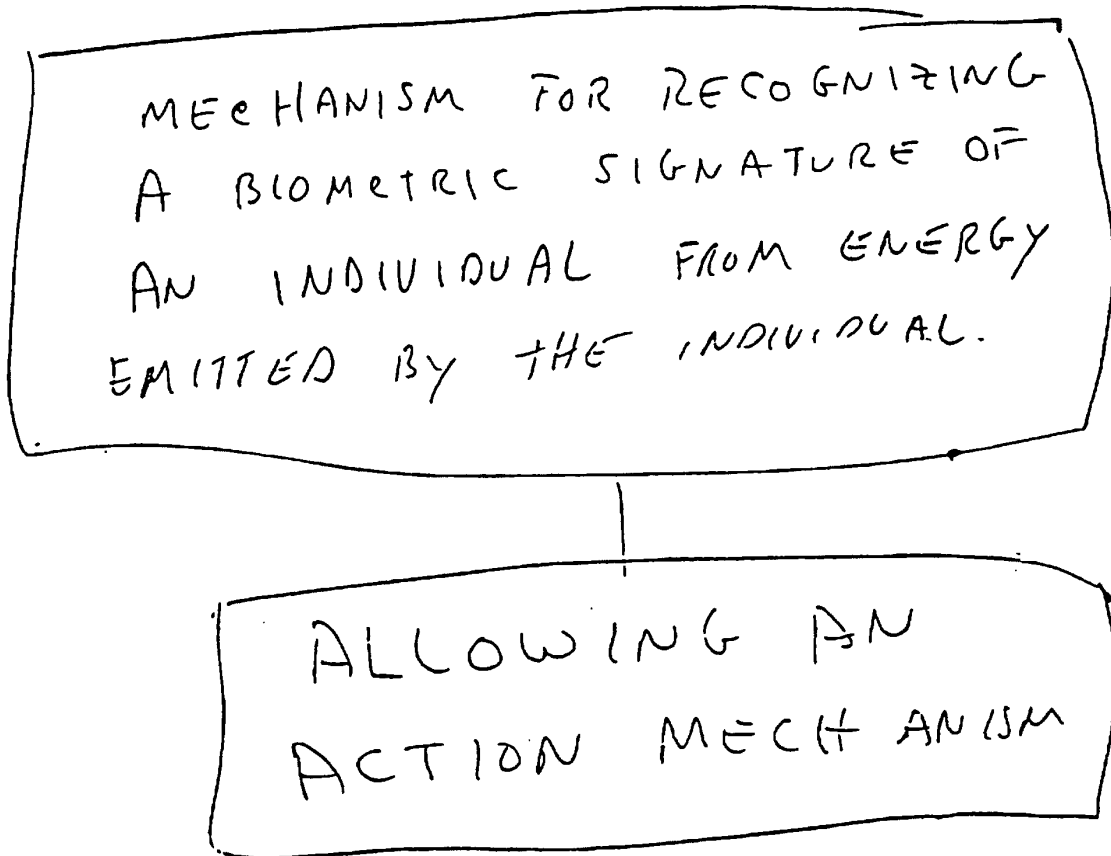 MECHANISM FOR RECOGNIZING
A BIOMETRIC SIGNATURE OF
AN INDIVIDUAL FROM ENERGY
EMITTED BY THE INDIVIDUAL.
ALLOWING AN
ACTION MECHANISM